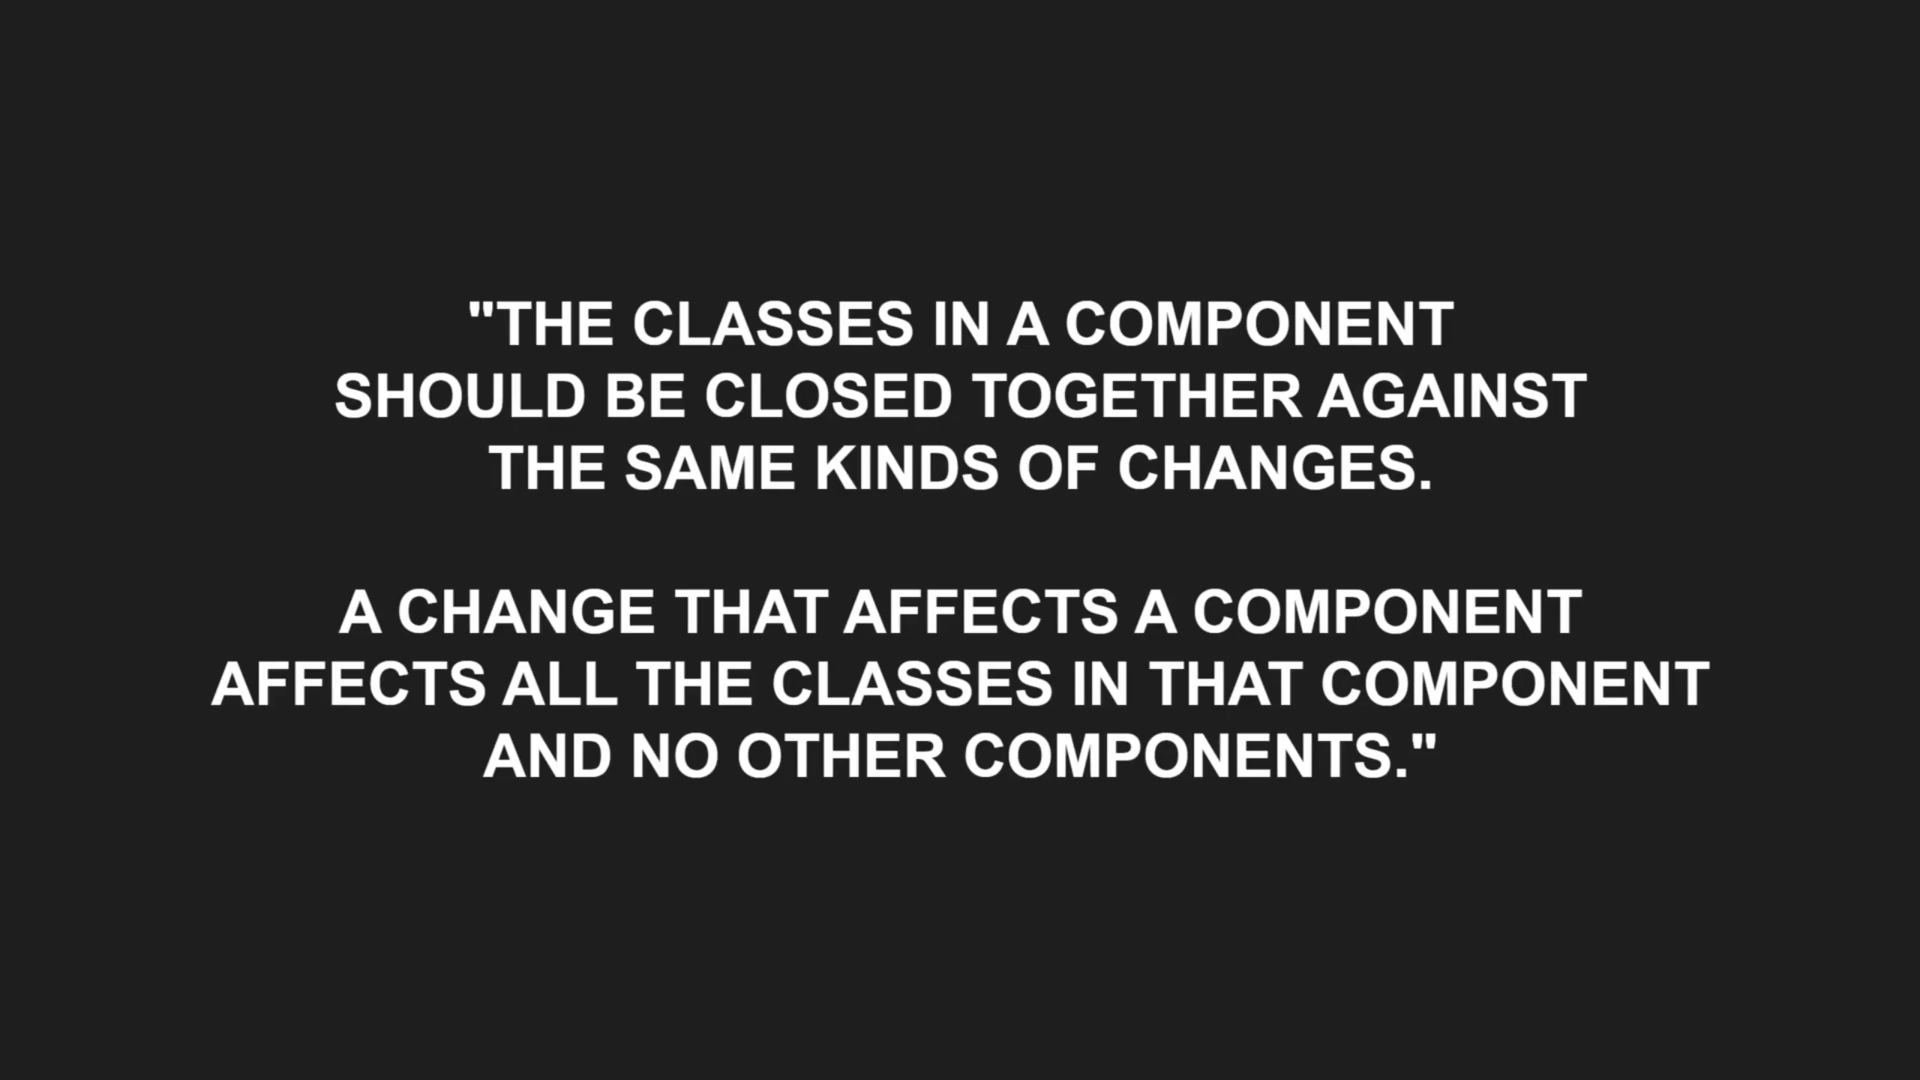 "THE CLASSES IN A COMPONENT
SHOULD BE CLOSED TOGETHER AGAINST
THE SAME KINDS OF CHANGES.
A CHANGE THAT AFFECTS A COMPONENT
AFFECTS ALL THE CLASSES IN THAT COMPONENT
AND NO OTHER COMPONENTS."